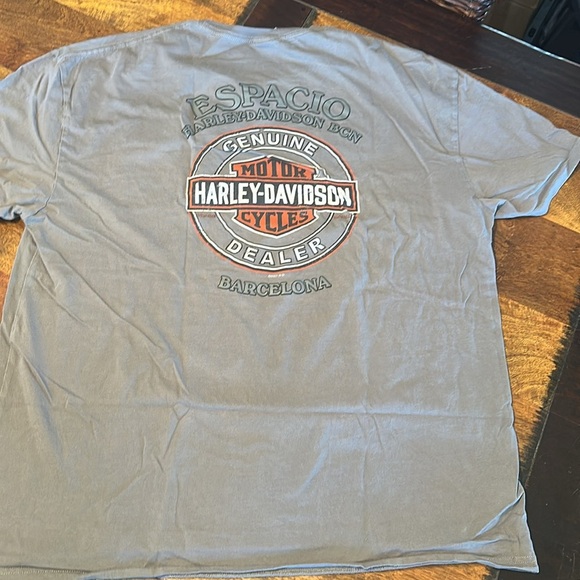 ESPACIO
HARLEY-DAVIDSON BCN
GENUINE
MOTOR
HARLEY-DAVIDSON
CYCLES
DEALER
BARCELONA